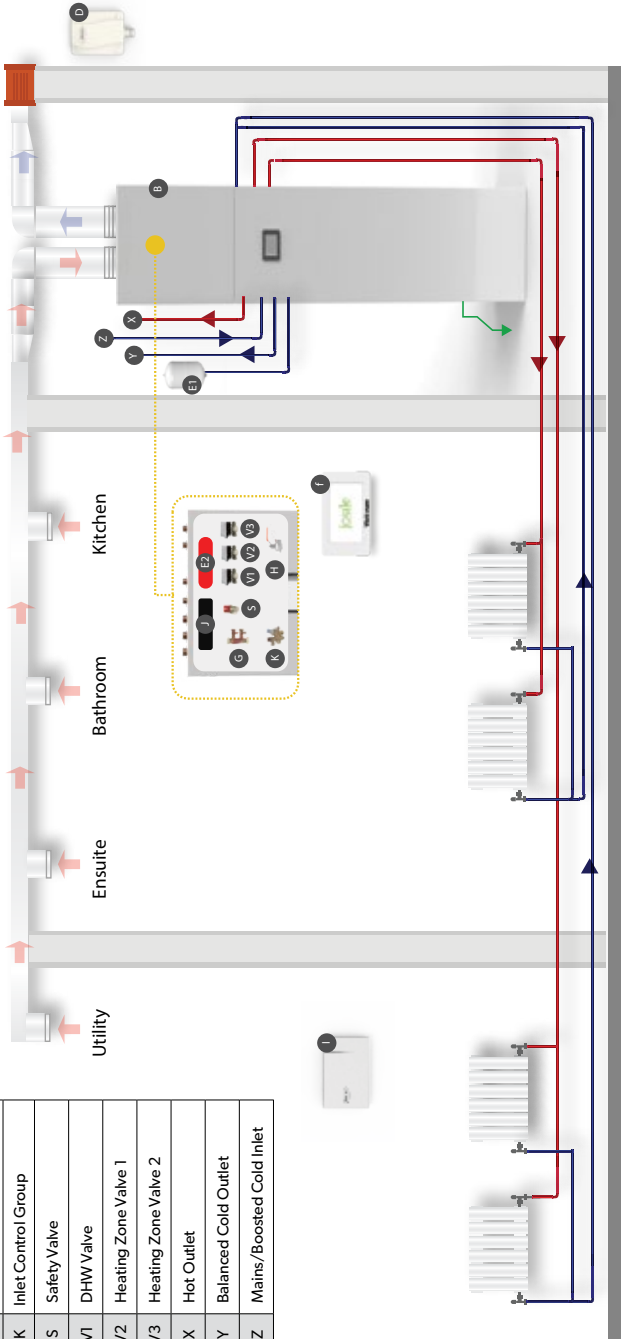 D
K Inlet Control Group
S Safety Valve
V1 DHW Valve
V2 Heating Zone Valve 1
V3 Heating Zone Valve 2
X Hot Outlet
Y Balanced Cold Outlet
Z Mains/Boosted Cold Inlet
Utility
Ensuite
Bathroom
Kitchen
Z
Y
X
B
E1
J
E2
G
S
V1
V2
V3
K
H
f
joule
I